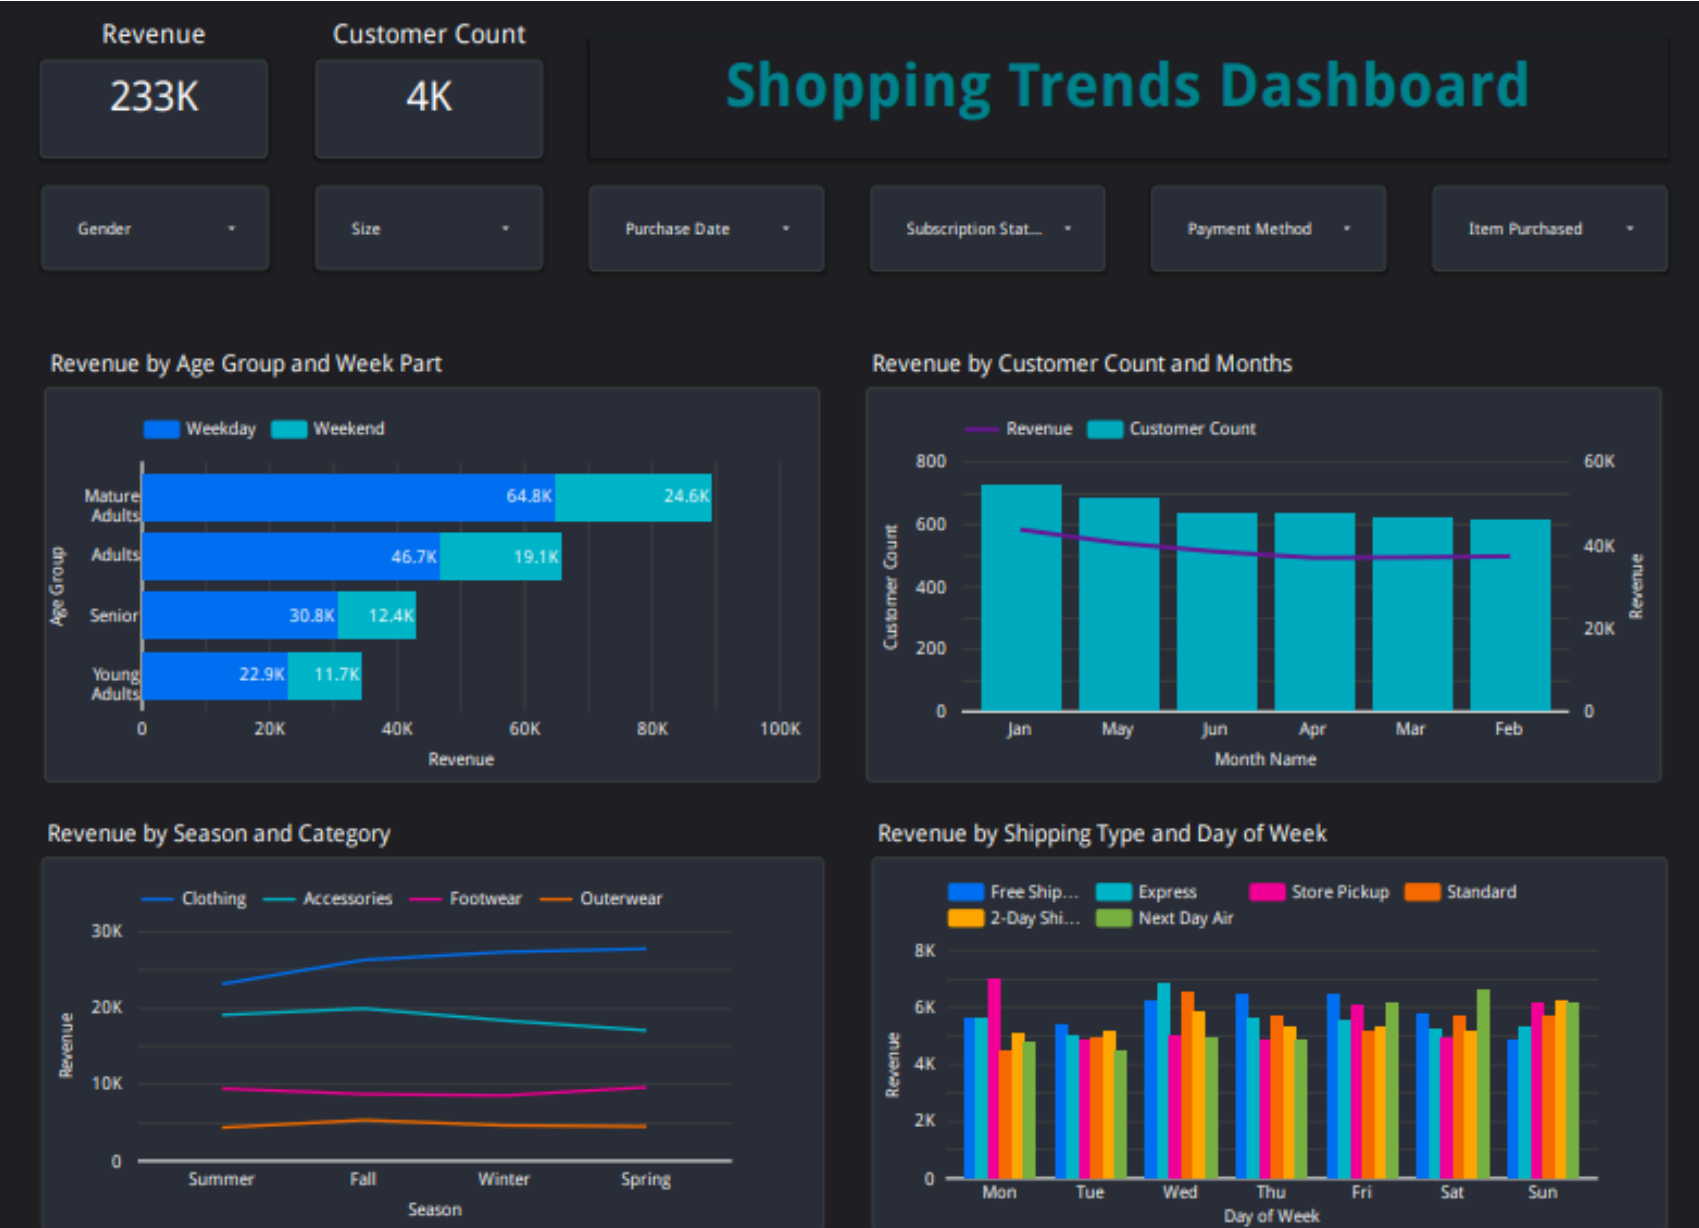 Revenue
Customer Count
233K
4K
Shopping Trends Dashboard
Gender
Size
Purchase Date
Subscription Stat...
Payment Method
Item Purchased
Revenue by Age Group and Week Part
Weekday
Weekend
Age Group
Mature
Adults
64.8K
24.6K
Adults
46.7K
19.1K
Senior
30.8K
12.4K
Young
Adults
22.9K
11.7K
0
20K
40K
60K
80K
100K
Revenue
Revenue by Customer Count and Months
Revenue
Customer Count
Customer Count
800
600
400
200
0
60K
40K
20K
0
Revenue
Jan
May
Jun
Apr
Mar
Feb
Month Name
Revenue by Season and Category
Clothing
Accessories
Footwear
Outerwear
Revenue
30K
20K
10K
0
Summer
Fall
Winter
Spring
Season
Revenue by Shipping Type and Day of Week
Free Ship...
Express
Store Pickup
Standard
2-Day Shi...
Next Day Air
Revenue
8K
6K
4K
2K
0
Mon
Tue
Wed
Thu
Fri
Sat
Sun
Day of Week